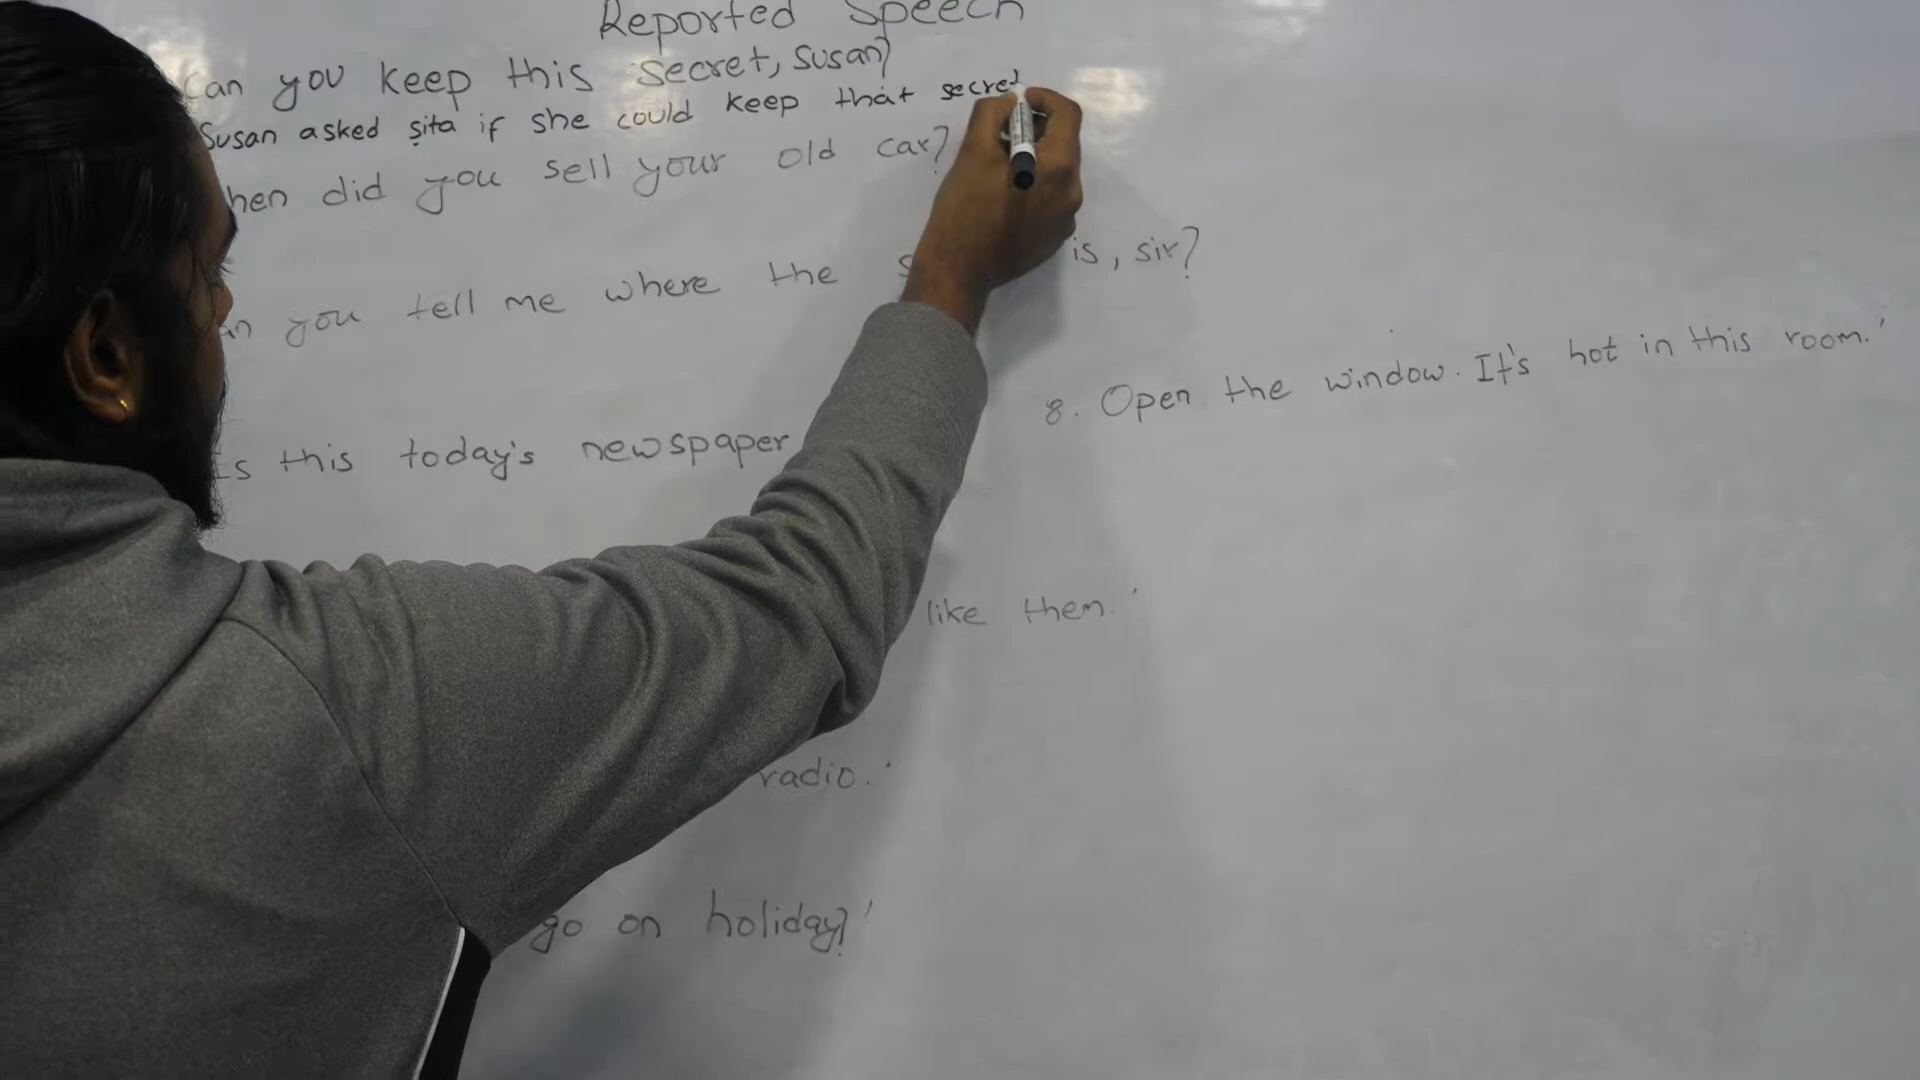 Reported Speech
Can you keep this secret, Susan?
Susan asked sita if she could keep that secret
hen did you sell your old car?
you tell me where the is, sir?
8. Open the window. It's hot in this room.'
Is this today's newspaper
like them.'
radio.'
go on holiday?'